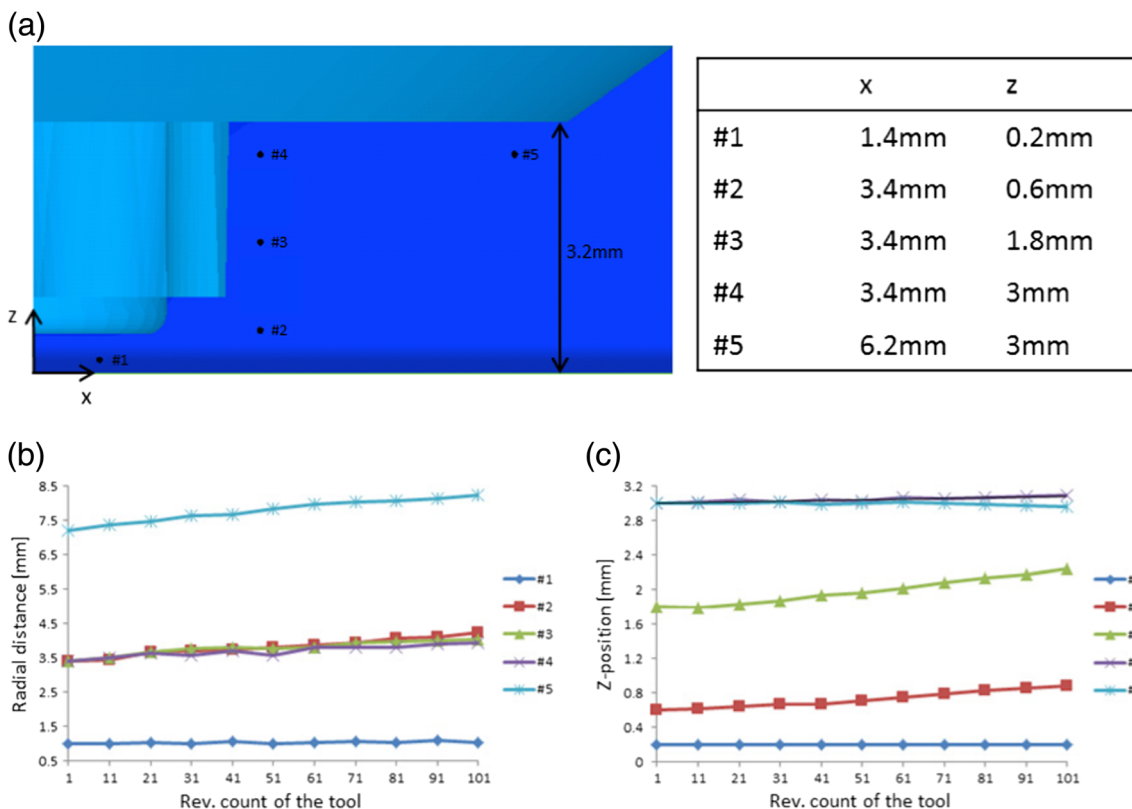 (a)
#4
#5
#3
3.2mm
#2
#1
z
x
x z
#1 1.4mm 0.2mm
#2 3.4mm 0.6mm
#3 3.4mm 1.8mm
#4 3.4mm 3mm
#5 6.2mm 3mm
(b)
Radial distance [mm]
8.5
7.5
6.5
5.5
4.5
3.5
2.5
1.5
0.5
1 11 21 31 41 51 61 71 81 91 101
Rev. count of the tool
#1
#2
#3
#4
#5
(c)
Z-position [mm]
3.2
2.8
2.4
2
1.6
1.2
0.8
0.4
0
1 11 21 31 41 51 61 71 81 91 101
Rev. count of the tool
#
#
#
#
#